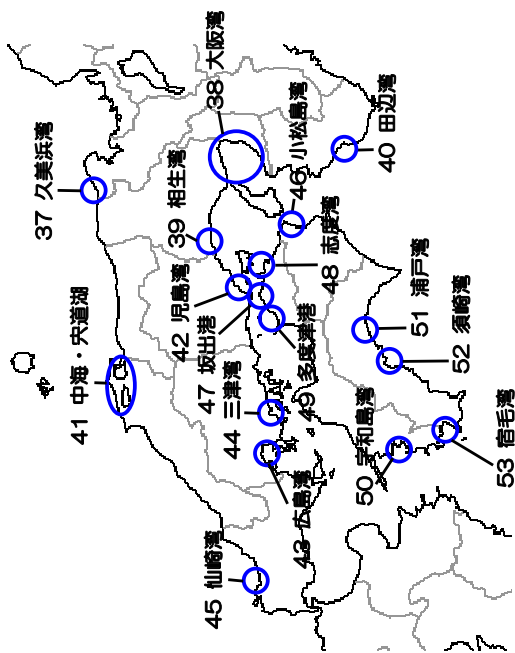 37 久美浜湾
38 大阪湾
39 相生湾
40 田辺湾
41 中海・宍道湖
42 児島湾
43 広島湾
44 三津湾
45 仙崎湾
46 小松島湾
47 坂出港
48 志度湾
49 多度津港
50 宇和島湾
51 浦戸湾
52 須崎湾
53 宿毛湾